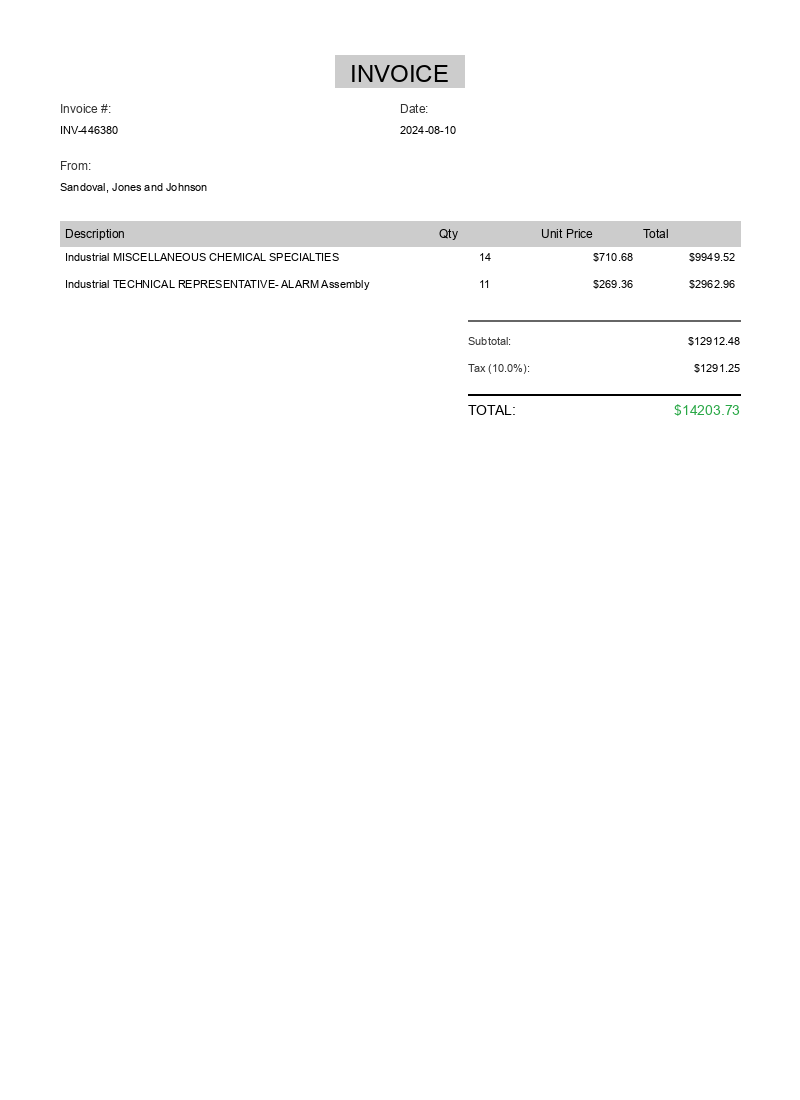 INVOICE
Invoice #: Date:
INV-446380 2024-08-10
From:
Sandoval, Jones and Johnson
Description Qty Unit Price Total
Industrial MISCELLANEOUS CHEMICAL SPECIALTIES 14 $710.68 $9949.52
Industrial TECHNICAL REPRESENTATIVE- ALARM Assembly 11 $269.36 $2962.96
Subtotal: $12912.48
Tax (10.0%): $1291.25
TOTAL: $14203.73